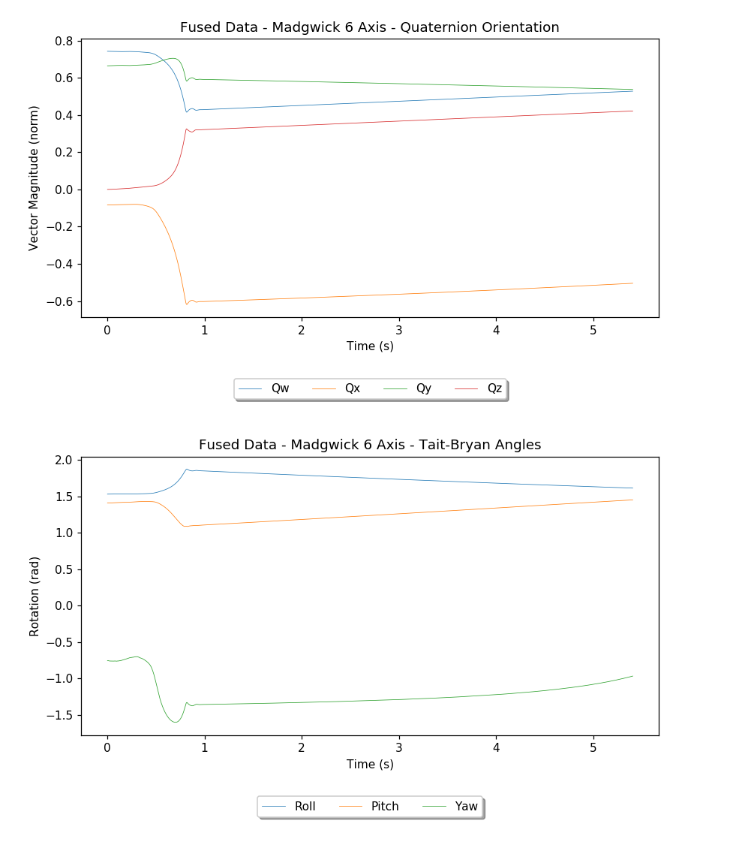 Fused Data - Madgwick 6 Axis - Quaternion Orientation
0.8
0.6
0.4
0.2
0.0
−0.2
−0.4
−0.6
Vector Magnitude (norm)
0 1 2 3 4 5
Time (s)
Qw Qx Qy Qz
Fused Data - Madgwick 6 Axis - Tait-Bryan Angles
2.0
1.5
1.0
0.5
0.0
−0.5
−1.0
−1.5
Rotation (rad)
0 1 2 3 4 5
Time (s)
Roll Pitch Yaw